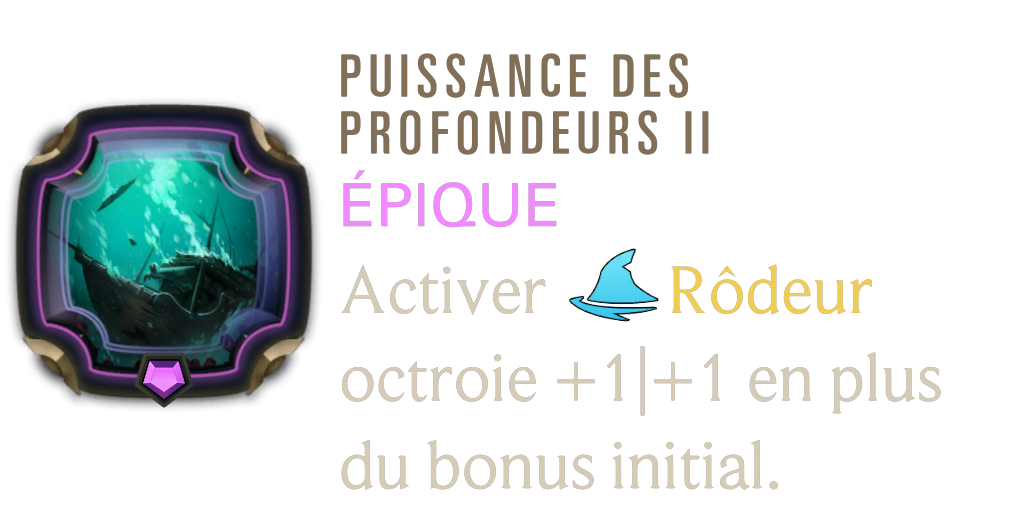 PUISSANCE DES
PROFONDEURS II
ÉPIQUE
Activer Rôdeur
octroie +1|+1 en plus
du bonus initial.